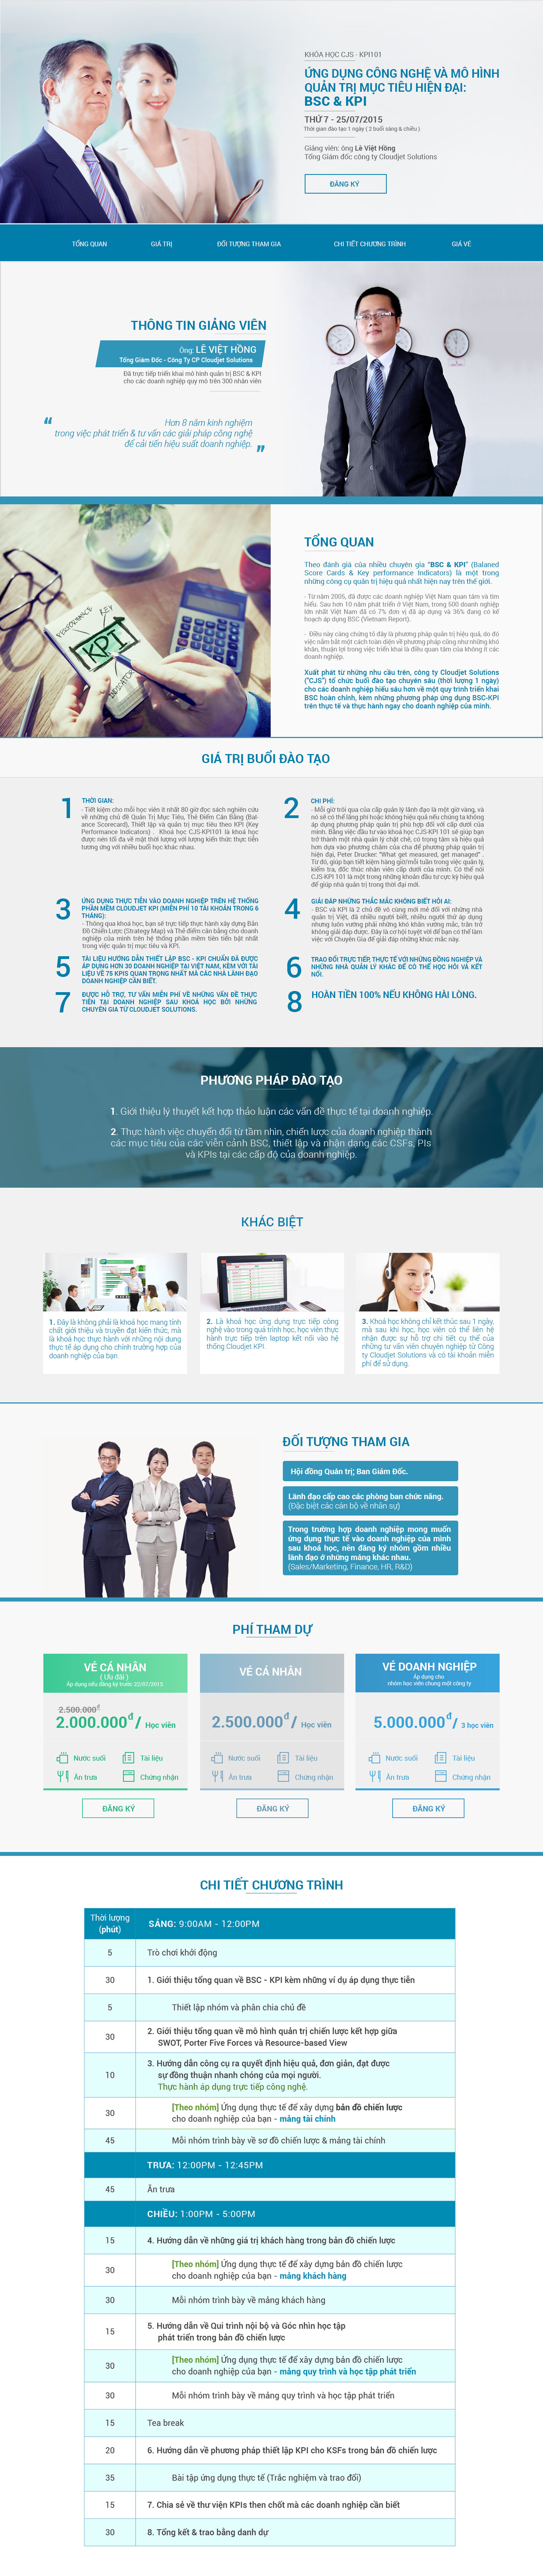 KHÓA HỌC CJS - KPI101
ỨNG DỤNG CÔNG NGHỆ VÀ MÔ HÌNH
QUẢN TRỊ MỤC TIÊU HIỆN ĐẠI:
BSC & KPI
THỨ 7 - 25/07/2015
Thời gian đào tạo 1 ngày ( 2 buổi sáng & chiều )
Giảng viên: ông Lê Việt Hồng
Tổng Giám đốc công ty Cloudjet Solutions
ĐĂNG KÝ
TỔNG QUAN
GIÁ TRỊ
ĐỐI TƯỢNG THAM GIA
CHI TIẾT CHƯƠNG TRÌNH
GIÁ VÉ
THÔNG TIN GIẢNG VIÊN
Ông: LÊ VIỆT HỒNG
Tổng Giám Đốc - Công Ty CP Cloudjet Solutions
Đã trực tiếp triển khai mô hình quản trị BSC & KPI
cho các doanh nghiệp quy mô trên 300 nhân viên
“ Hơn 8 năm kinh nghiệm
trong việc phát triển & tư vấn các giải pháp công nghệ
để cải tiến hiệu suất doanh nghiệp. ”
KPI
TỔNG QUAN
Theo đánh giá của nhiều chuyên gia “BSC & KPI” (Balaned
Score Cards & Key performance Indicators) là một trong
những công cụ quản trị hiệu quả nhất hiện nay trên thế giới.
- Từ năm 2005, đã được các doanh nghiệp Việt Nam quan tâm và tìm
hiểu. Sau hơn 10 năm phát triển ở Việt Nam, trong 500 doanh nghiệp
lớn nhất Việt Nam đã có 7% đơn vị đã áp dụng và 36% đang có kế
hoạch áp dụng BSC (Vietnam Report).
- Điều này càng chứng tỏ đây là phương pháp quản trị hiệu quả, do đó
việc nắm bắt một cách toàn diện về phương pháp cũng như những khó
khăn, thuận lợi trong việc triển khai là điều quan tâm của không ít các
doanh nghiệp.
Xuất phát từ những nhu cầu trên, công ty Cloudjet Solutions
("CJS") tổ chức buổi đào tạo chuyên sâu (thời lượng 1 ngày)
cho các doanh nghiệp hiểu sâu hơn về một quy trình triển khai
BSC hoàn chỉnh, kèm những phương pháp ứng dụng BSC-KPI
trên thực tế và thực hành ngay cho doanh nghiệp của mình.
GIÁ TRỊ BUỔI ĐÀO TẠO
1 THỜI GIAN:
- Tiết kiệm cho mỗi học viên ít nhất 80 giờ đọc sách nghiên cứu
về những chủ đề Quản Trị Mục Tiêu, Thẻ Điểm Cân Bằng (Bal-
ance Scorecard), Thiết lập và quản trị mục tiêu theo KPI (Key
Performance Indicators) . Khoá học CJS-KPI101 là khoá học
được nén tối đa về mặt thời lượng với lượng kiến thức thực tiễn
tương ứng với nhiều buổi học khác nhau.
2 CHI PHÍ:
- Mỗi giờ trôi qua của cấp quản lý lãnh đạo là một giờ vàng, và
nó sẽ có thể lãng phí hoặc không hiệu quả nếu chúng ta không
áp dụng phương pháp quản trị phù hợp đối với cấp dưới của
mình. Bằng việc đầu tư vào khoá học CJS-KPI 101 sẽ giúp bạn
trở thành một nhà quản lý chặt chẽ, có trọng tâm và hiệu quả
hơn dựa vào phương châm của cha đẻ phương pháp quản trị
hiện đại, Peter Drucker: “What get measured, get managed” .
Từ đó, giúp bạn tiết kiệm hàng giờ/mỗi tuần trong việc quản lý,
kiểm tra, đốc thúc nhân viên cấp dưới của mình. Có thể nói
CJS-KPI 101 là một trong những khoản đầu tư cực kỳ hiệu quả
để giúp nhà quản trị trong thời đại mới.
3 ỨNG DỤNG THỰC TIỄN VÀO DOANH NGHIỆP TRÊN HỆ THỐNG
PHẦN MỀM CLOUDJET KPI (MIỄN PHÍ 10 TÀI KHOẢN TRONG 6
THÁNG):
- Thông qua khoá học, bạn sẽ trực tiếp thực hành xây dựng Bản
Đồ Chiến Lược (Strategy Map) và Thẻ điểm cân bằng cho doanh
nghiệp của mình trên hệ thống phần mềm chuyên biệt nhất
trong việc quản trị mục tiêu và KPI.
4 GIẢI ĐÁP NHỮNG THẮC MẮC KHÔNG BIẾT HỎI AI:
- BSC và KPI là 2 chủ đề vô cùng mới mẻ đối với những nhà
quản trị Việt, đã nhiều người biết, nhiều người thử áp dụng
nhưng luôn vướng phải những khó khăn vướng mắc, trăn trở
không ai giải đáp được. Đây là cơ hội tuyệt vời để bạn có thể làm
việc với Chuyên Gia để giải đáp những khúc mắc này.
5 TÀI LIỆU HƯỚNG DẪN THIẾT LẬP BSC - KPI CHUẨN ĐÃ ĐƯỢC
ÁP DỤNG HƠN 30 DOANH NGHIỆP TẠI VIỆT NAM, KÈM VỚI TÀI
LIỆU VỀ 75 KPIS QUAN TRỌNG NHẤT MÀ CÁC NHÀ LÃNH ĐẠO
DOANH NGHIỆP CẦN BIẾT.
6 TRAO ĐỔI TRỰC TIẾP, THỰC TẾ VỚI NHỮNG ĐỒNG NGHIỆP VÀ
NHỮNG NHÀ QUẢN LÝ KHÁC ĐỂ CÓ THỂ HỌC HỎI VÀ KẾT
NỐI.
7 ĐƯỢC HỖ TRỢ, TƯ VẤN MIỄN PHÍ VỀ NHỮNG VẤN ĐỀ THỰC
TIỄN TẠI DOANH NGHIỆP SAU KHOÁ HỌC BỞI NHỮNG
CHUYÊN GIA TỪ CLOUDJET SOLUTIONS.
8 HOÀN TIỀN 100% NẾU KHÔNG HÀI LÒNG.
PHƯƠNG PHÁP ĐÀO TẠO
1. Giới thiệu lý thuyết kết hợp thảo luận các vấn đề thực tế tại doanh nghiệp.
2. Thực hành việc chuyển đổi từ tầm nhìn, chiến lược của doanh nghiệp thành
các mục tiêu của các viễn cảnh BSC, thiết lập và nhận dạng các CSFs, PIs
và KPIs tại các cấp độ của doanh nghiệp.
KHÁC BIỆT
1. Đây là không phải là khoá học mang tính
chất giới thiệu và truyền đạt kiến thức, mà
là khoá học thực hành với những nội dung
thực tế áp dụng cho chính trường hợp của
doanh nghiệp của bạn.
2. Là khoá học ứng dụng trực tiếp công
nghệ vào trong quá trình học, học viên thực
hành trực tiếp trên laptop kết nối vào hệ
thống Cloudjet KPI.
3. Khoá học không chỉ kết thúc sau 1 ngày,
mà sau khi học, học viên có thể liên hệ
nhận được sự hỗ trợ chi tiết cụ thể của
những tư vấn viên chuyên nghiệp từ Công
ty Cloudjet Solutions và có tài khoản miễn
phí để sử dụng.
ĐỐI TƯỢNG THAM GIA
Hội đồng Quản trị; Ban Giám Đốc.
Lãnh đạo cấp cao các phòng ban chức năng.
(Đặc biệt các cán bộ về nhân sự)
Trong trường hợp doanh nghiệp mong muốn
ứng dụng thực tế vào doanh nghiệp của mình
sau khoá học, nên đăng ký nhóm gồm nhiều
lãnh đạo ở những mảng khác nhau.
(Sales/Marketing, Finance, HR, R&D)
PHÍ THAM DỰ
VÉ CÁ NHÂN
( Ưu đãi )
Áp dụng nếu đăng ký trước 22/07/2015
2.500.000đ
2.000.000đ/ Học viên
Nước suối
Tài liệu
Ăn trưa
Chứng nhận
ĐĂNG KÝ
VÉ CÁ NHÂN
2.500.000đ/ Học viên
Nước suối
Tài liệu
Ăn trưa
Chứng nhận
ĐĂNG KÝ
VÉ DOANH NGHIỆP
Áp dụng cho
nhóm học viên chung một công ty
5.000.000đ/ 3 học viên
Nước suối
Tài liệu
Ăn trưa
Chứng nhận
ĐĂNG KÝ
CHI TIẾT CHƯƠNG TRÌNH
Thời lượng
(phút)
SÁNG: 9:00AM - 12:00PM
5 Trò chơi khởi động
30 1. Giới thiệu tổng quan về BSC - KPI kèm những ví dụ áp dụng thực tiễn
5 Thiết lập nhóm và phân chia chủ đề
30 2. Giới thiệu tổng quan về mô hình quản trị chiến lược kết hợp giữa
SWOT, Porter Five Forces và Resource-based View
10 3. Hướng dẫn công cụ ra quyết định hiệu quả, đơn giản, đạt được
sự đồng thuận nhanh chóng của mọi người.
Thực hành áp dụng trực tiếp công nghệ.
30 [Theo nhóm] Ứng dụng thực tế để xây dựng bản đồ chiến lược
cho doanh nghiệp của bạn - mảng tài chính
45 Mỗi nhóm trình bày về sơ đồ chiến lược & mảng tài chính
TRƯA: 12:00PM - 12:45PM
45 Ăn trưa
CHIỀU: 1:00PM - 5:00PM
15 4. Hướng dẫn về những giá trị khách hàng trong bản đồ chiến lược
30 [Theo nhóm] Ứng dụng thực tế để xây dựng bản đồ chiến lược
cho doanh nghiệp của bạn - mảng khách hàng
30 Mỗi nhóm trình bày về mảng khách hàng
15 5. Hướng dẫn về Qui trình nội bộ và Góc nhìn học tập
phát triển trong bản đồ chiến lược
30 [Theo nhóm] Ứng dụng thực tế để xây dựng bản đồ chiến lược
cho doanh nghiệp của bạn - mảng quy trình và học tập phát triển
30 Mỗi nhóm trình bày về mảng quy trình và học tập phát triển
15 Tea break
20 6. Hướng dẫn về phương pháp thiết lập KPI cho KSFs trong bản đồ chiến lược
35 Bài tập ứng dụng thực tế (Trắc nghiệm và trao đổi)
15 7. Chia sẻ về thư viện KPIs then chốt mà các doanh nghiệp cần biết
30 8. Tổng kết & trao bằng danh dự